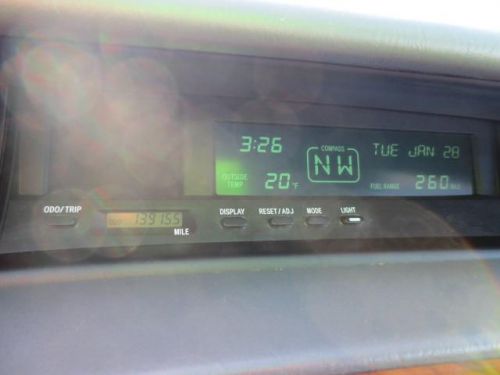 3:26
COMPASS
TUE JAN 28
NW
OUTSIDE
TEMP
20°F
FUEL RANGE 260 MILE
ODO/TRIP
139155
MILE
DISPLAY
RESET/ADJ
MODE
LIGHT